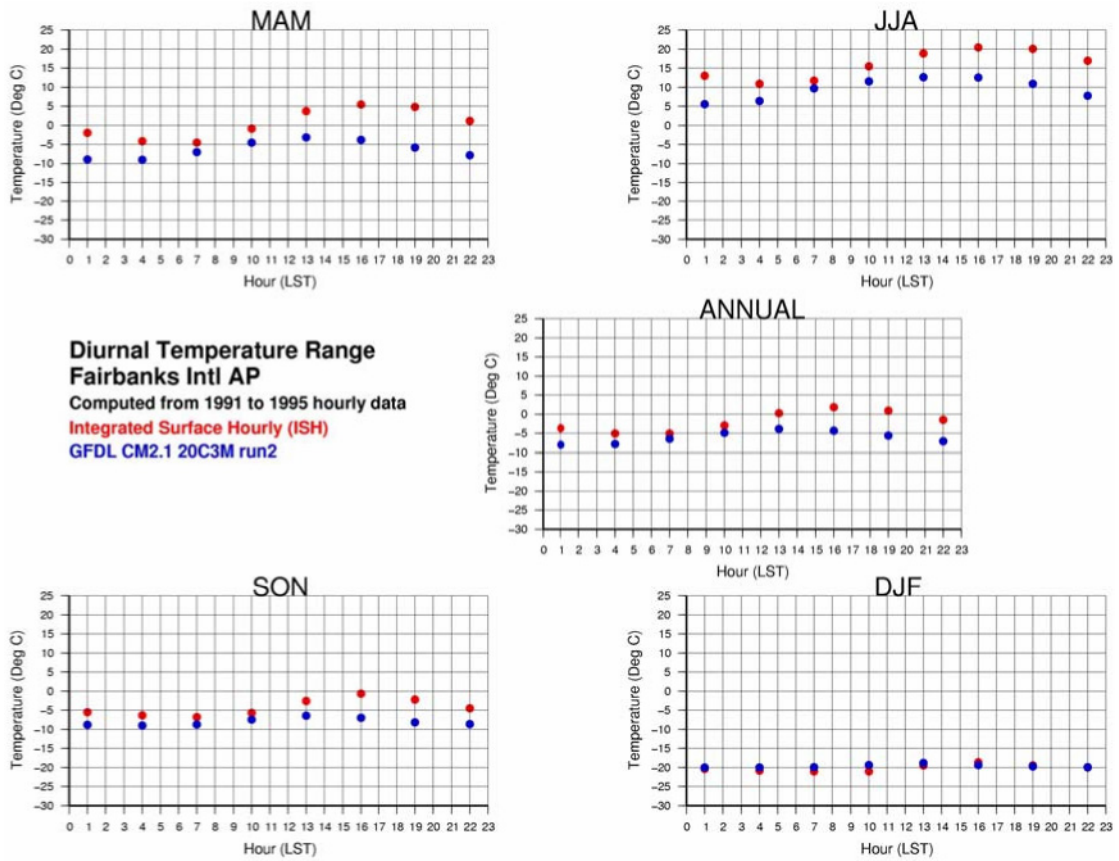 MAM
25
20
15
10
5
0
−5
−10
−15
−20
−25
−30
Temperature (Deg C)
0 1 2 3 4 5 6 7 8 9 10 11 12 13 14 15 16 17 18 19 20 21 22 23
Hour (LST)
JJA
25
20
15
10
5
0
−5
−10
−15
−20
−25
−30
Temperature (Deg C)
0 1 2 3 4 5 6 7 8 9 10 11 12 13 14 15 16 17 18 19 20 21 22 23
Hour (LST)
Diurnal Temperature Range
Fairbanks Intl AP
Computed from 1991 to 1995 hourly data
Integrated Surface Hourly (ISH)
GFDL CM2.1 20C3M run2
ANNUAL
25
20
15
10
5
0
−5
−10
−15
−20
−25
−30
Temperature (Deg C)
0 1 2 3 4 5 6 7 8 9 10 11 12 13 14 15 16 17 18 19 20 21 22 23
Hour (LST)
SON
25
20
15
10
5
0
−5
−10
−15
−20
−25
−30
Temperature (Deg C)
0 1 2 3 4 5 6 7 8 9 10 11 12 13 14 15 16 17 18 19 20 21 22 23
Hour (LST)
DJF
25
20
15
10
5
0
−5
−10
−15
−20
−25
−30
Temperature (Deg C)
0 1 2 3 4 5 6 7 8 9 10 11 12 13 14 15 16 17 18 19 20 21 22 23
Hour (LST)